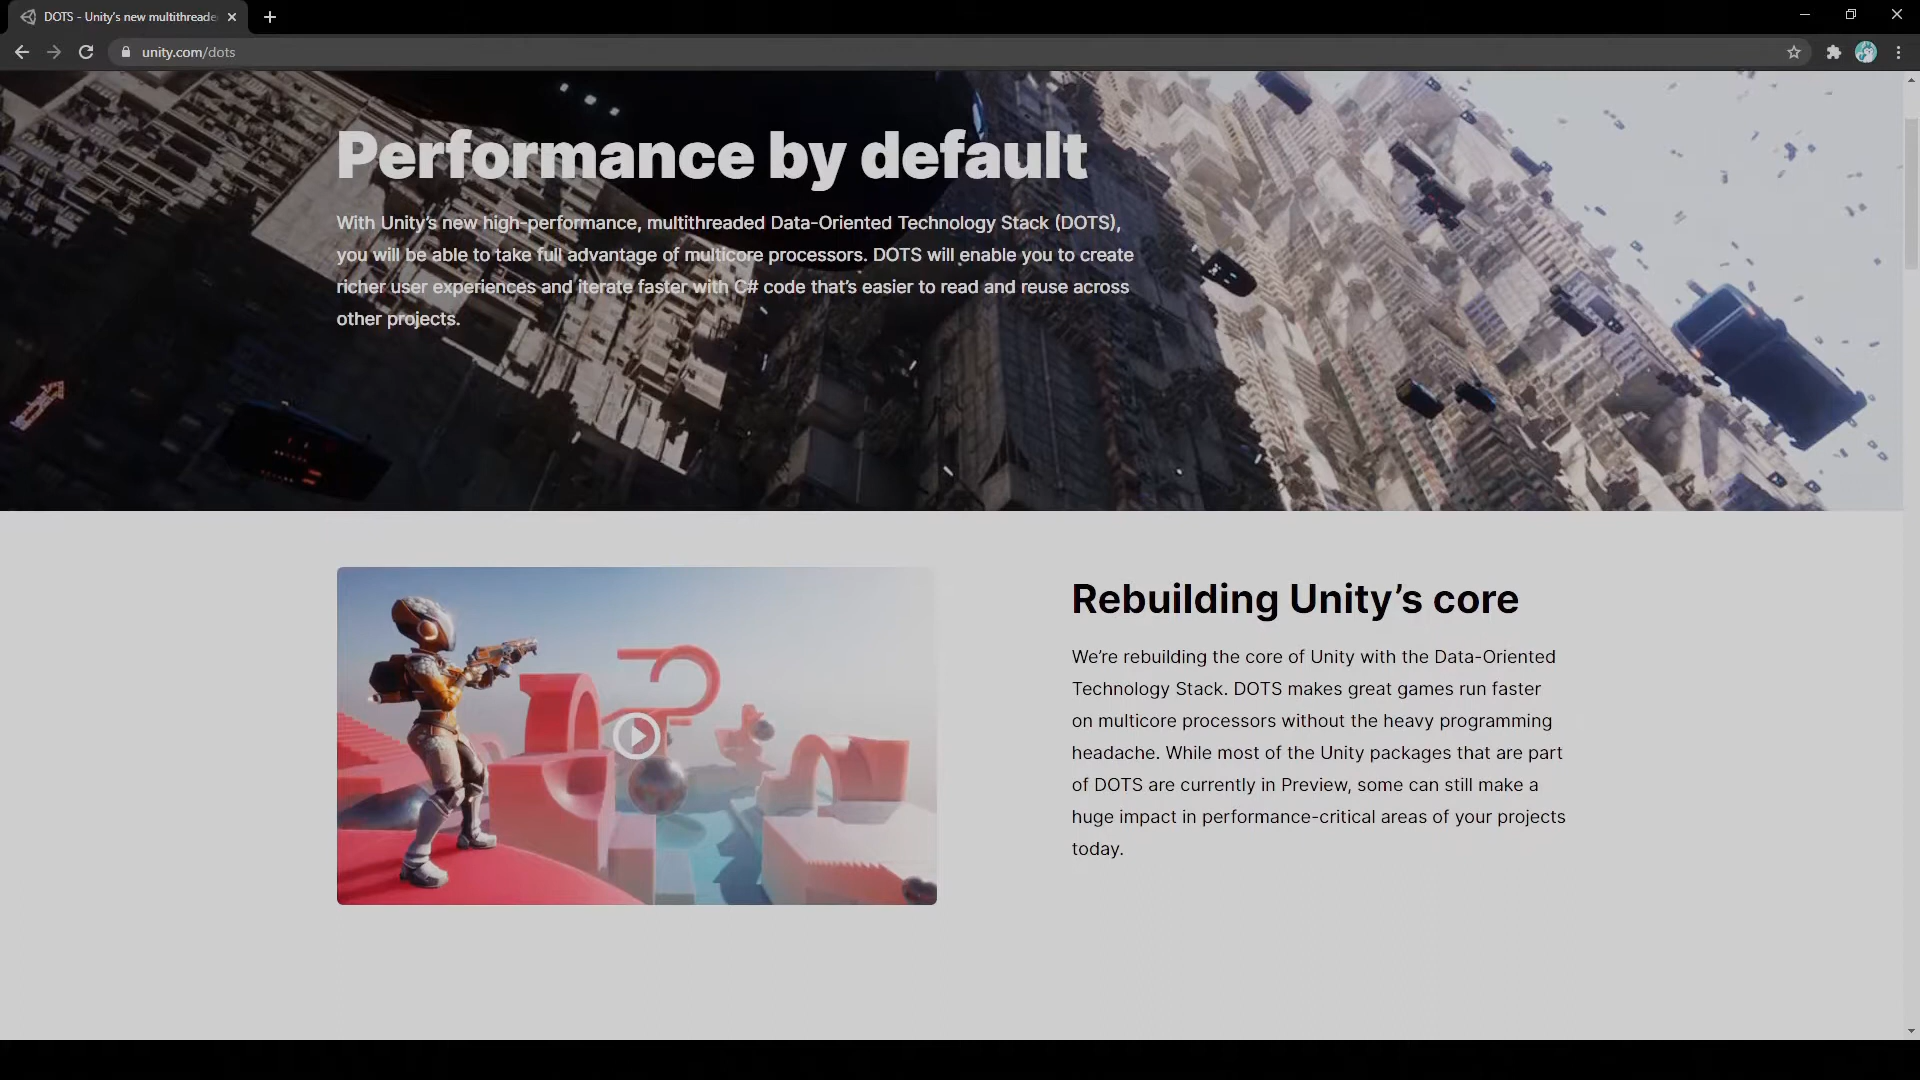 DOTS - Unity's new multithreade
unity.com/dots
Performance by default
With Unity's new high-performance, multithreaded Data-Oriented Technology Stack (DOTS),
you will be able to take full advantage of multicore processors. DOTS will enable you to create
richer user experiences and iterate faster with C# code that's easier to read and reuse across
other projects.
Rebuilding Unity's core
We're rebuilding the core of Unity with the Data-Oriented
Technology Stack. DOTS makes great games run faster
on multicore processors without the heavy programming
headache. While most of the Unity packages that are part
of DOTS are currently in Preview, some can still make a
huge impact in performance-critical areas of your projects
today.